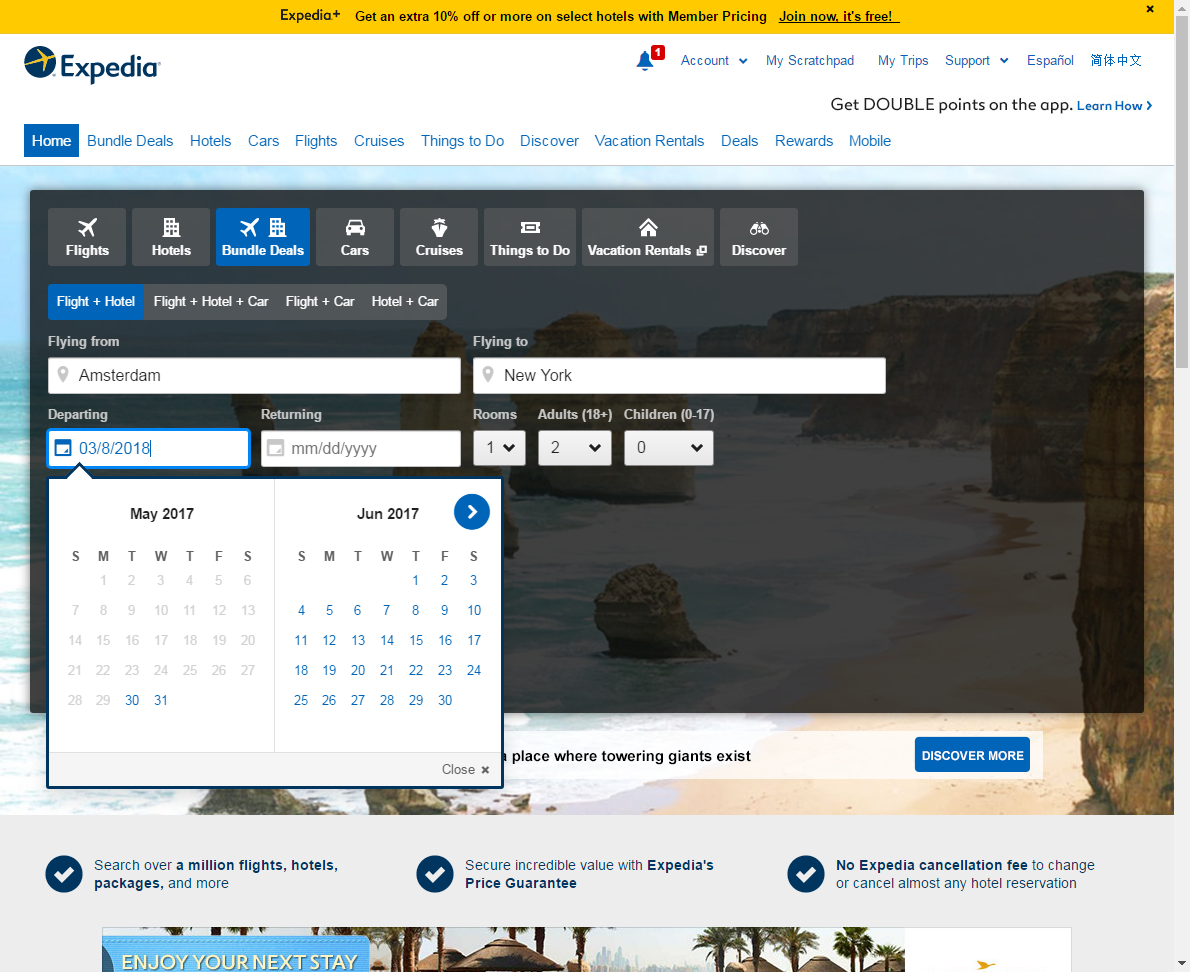 Expedia+ Get an extra 10% off or more on select hotels with Member Pricing Join now, it's free!
Expedia
1 Account My Scratchpad My Trips Support Español 简体中文
Get DOUBLE points on the app. Learn How
Home Bundle Deals Hotels Cars Flights Cruises Things to Do Discover Vacation Rentals Deals Rewards Mobile
Flights Hotels Bundle Deals Cars Cruises Things to Do Vacation Rentals Discover
Flight + Hotel Flight + Hotel + Car Flight + Car Hotel + Car
Flying from Flying to
Amsterdam New York
Departing Returning Rooms Adults (18+) Children (0-17)
03/8/2018 mm/dd/yyyy 1 2 0
May 2017 Jun 2017
S M T W T F S S M T W T F S
1 2 3 4 5 6 1 2 3
7 8 9 10 11 12 13 4 5 6 7 8 9 10
14 15 16 17 18 19 20 11 12 13 14 15 16 17
21 22 23 24 25 26 27 18 19 20 21 22 23 24
28 29 30 31 25 26 27 28 29 30
a place where towering giants exist DISCOVER MORE
Close
Search over a million flights, hotels,
packages, and more
Secure incredible value with Expedia's
Price Guarantee
No Expedia cancellation fee to change
or cancel almost any hotel reservation
ENJOY YOUR NEXT STAY